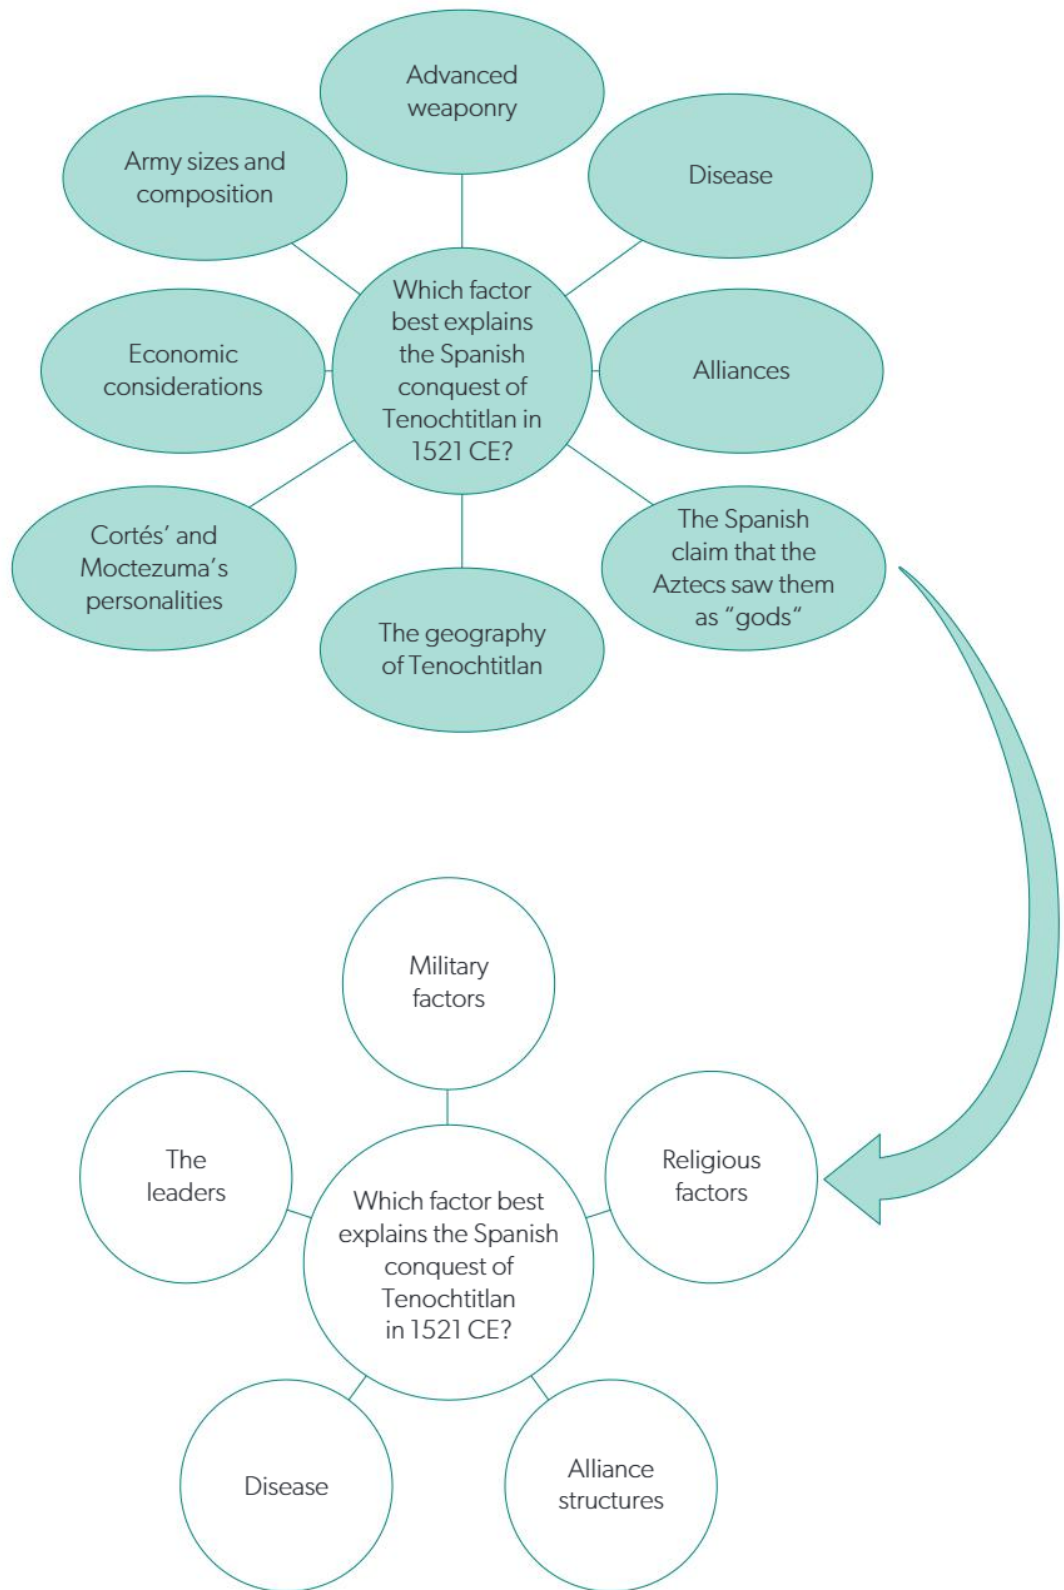 Advanced
weaponry
Army sizes and
composition
Disease
Which factor
best explains
the Spanish
conquest of
Tenochtitlan in
1521 CE?
Economic
considerations
Alliances
Cortés’ and
Moctezuma’s
personalities
The Spanish
claim that the
Aztecs saw them
as “gods“
The geography
of Tenochtitlan
Military
factors
The
leaders
Religious
factors
Which factor best
explains the Spanish
conquest of
Tenochtitlan
in 1521 CE?
Disease
Alliance
structures